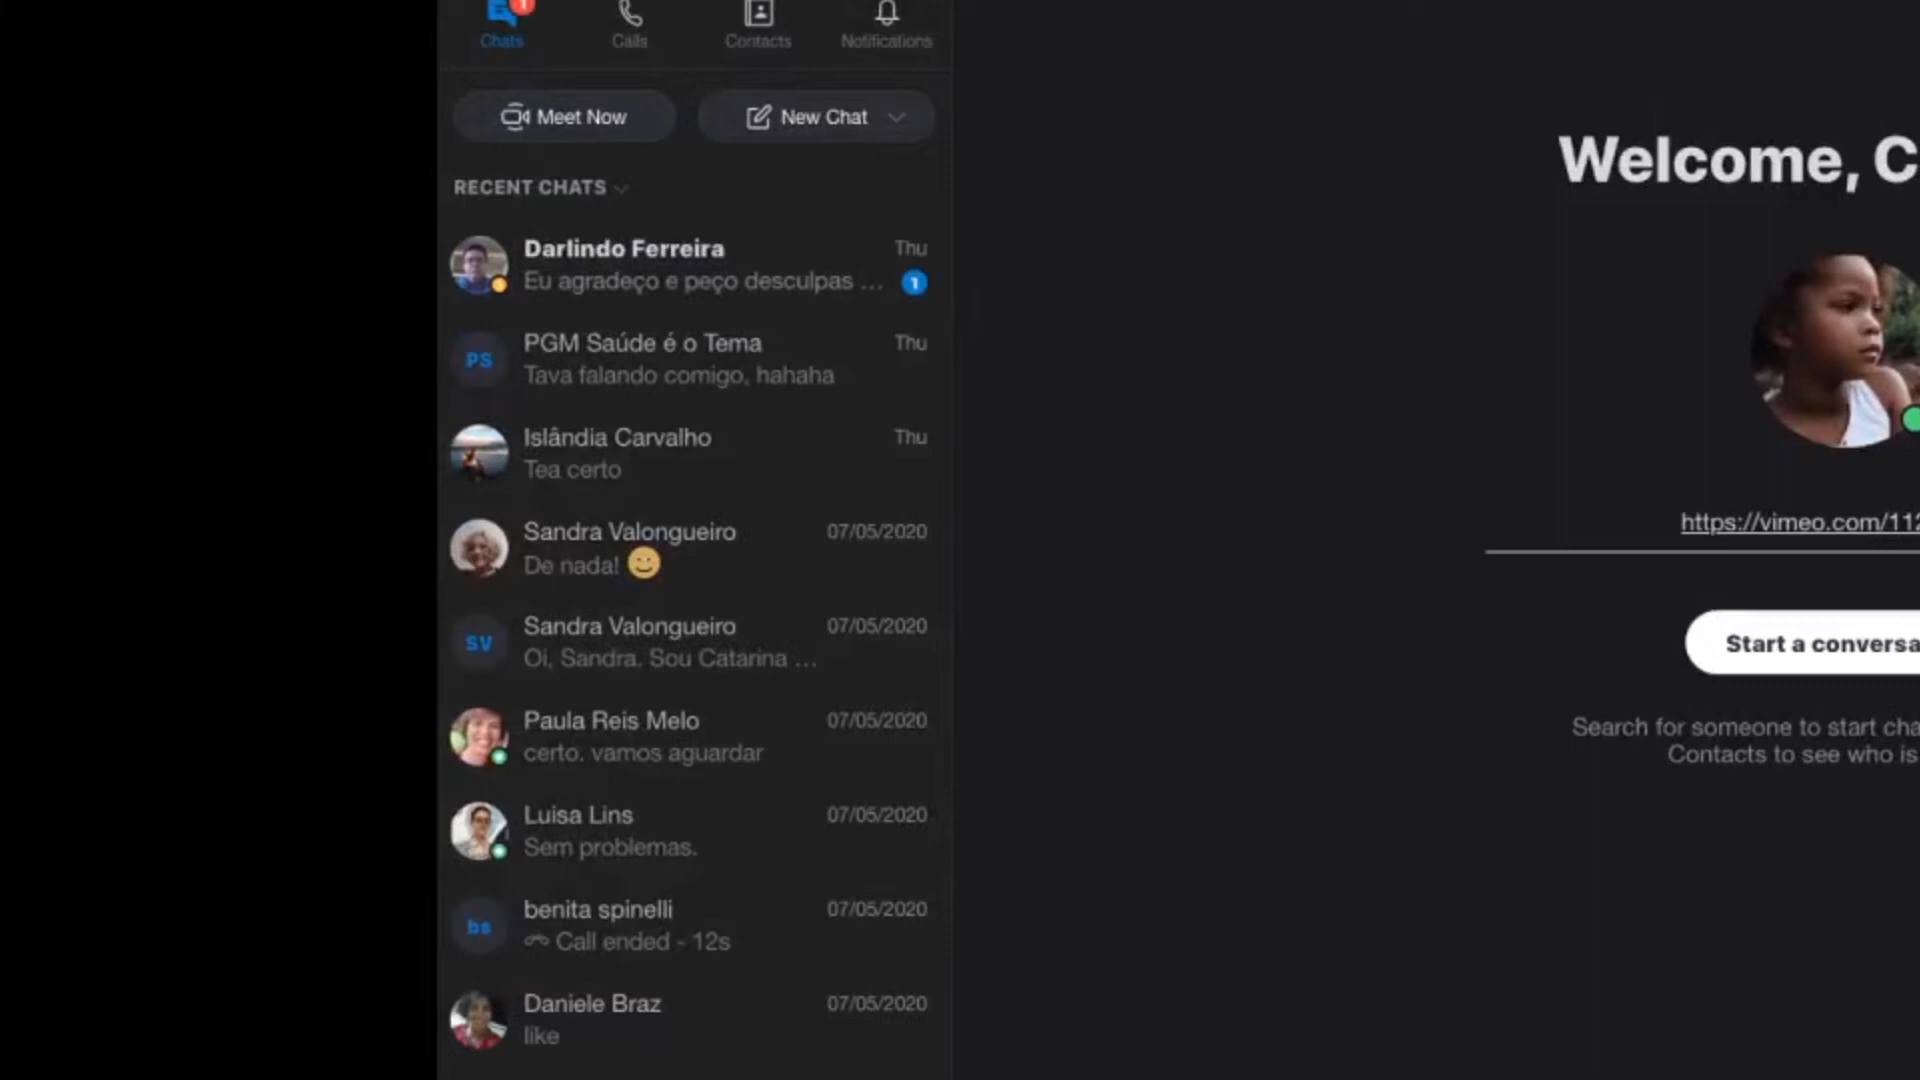 1
Chats
Calls
Contacts
Notifications
Meet Now
New Chat
RECENT CHATS
Darlindo Ferreira
Thu
Eu agradeço e peço desculpas ...
1
PS
PGM Saúde é o Tema
Thu
Tava falando comigo, hahaha
Islândia Carvalho
Thu
Tea certo
Sandra Valongueiro
07/05/2020
De nada!
SV
Sandra Valongueiro
07/05/2020
Oi, Sandra. Sou Catarina ...
Paula Reis Melo
07/05/2020
certo. vamos aguardar
Luisa Lins
07/05/2020
Sem problemas.
bs
benita spinelli
07/05/2020
Call ended - 12s
Daniele Braz
07/05/2020
like
Welcome, C
https://vimeo.com/112
Start a conversa
Search for someone to start cha
Contacts to see who is